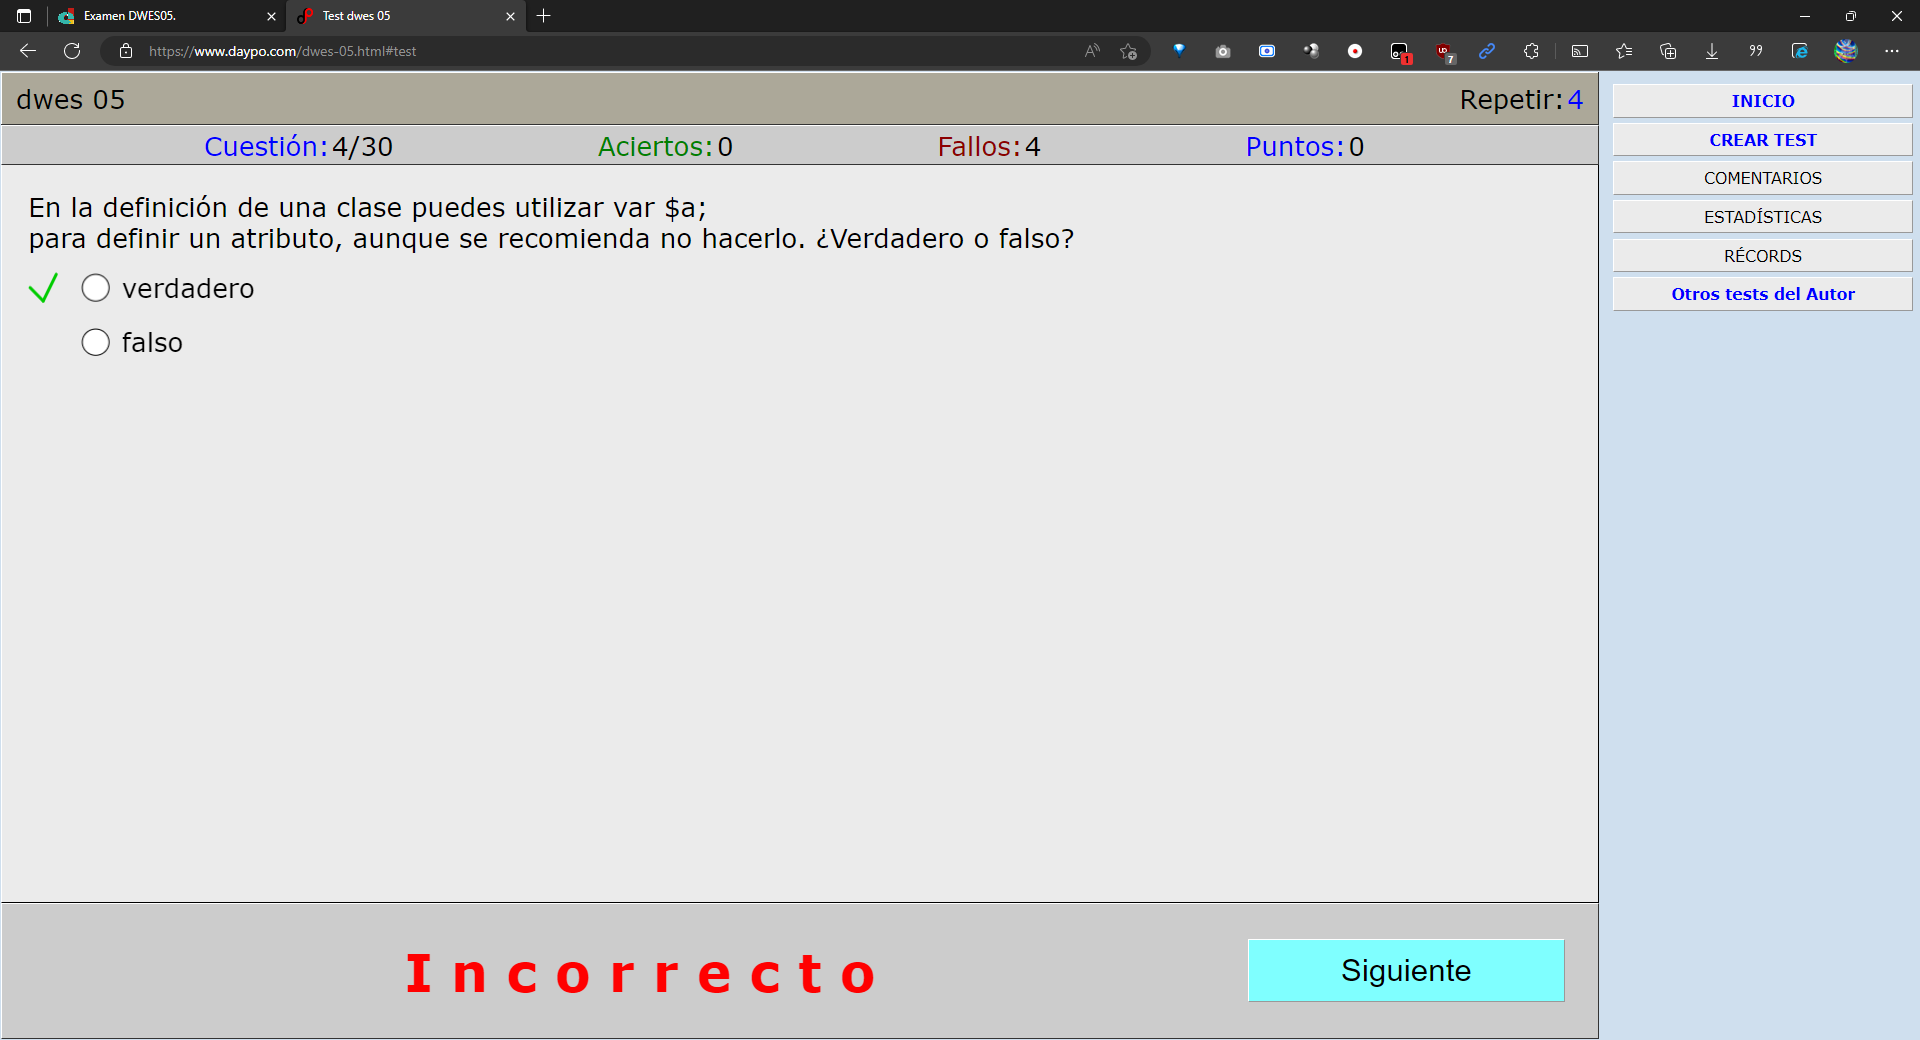 Examen DWES05.
Test dwes 05
https://www.daypo.com/dwes-05.html#test
1
7
dwes 05
Repetir: 4
Cuestión: 4/30
Aciertos: 0
Fallos: 4
Puntos: 0
En la definición de una clase puedes utilizar var $a;
para definir un atributo, aunque se recomienda no hacerlo. ¿Verdadero o falso?
verdadero
falso
Incorrecto
Siguiente
INICIO
CREAR TEST
COMENTARIOS
ESTADÍSTICAS
RÉCORDS
Otros tests del Autor